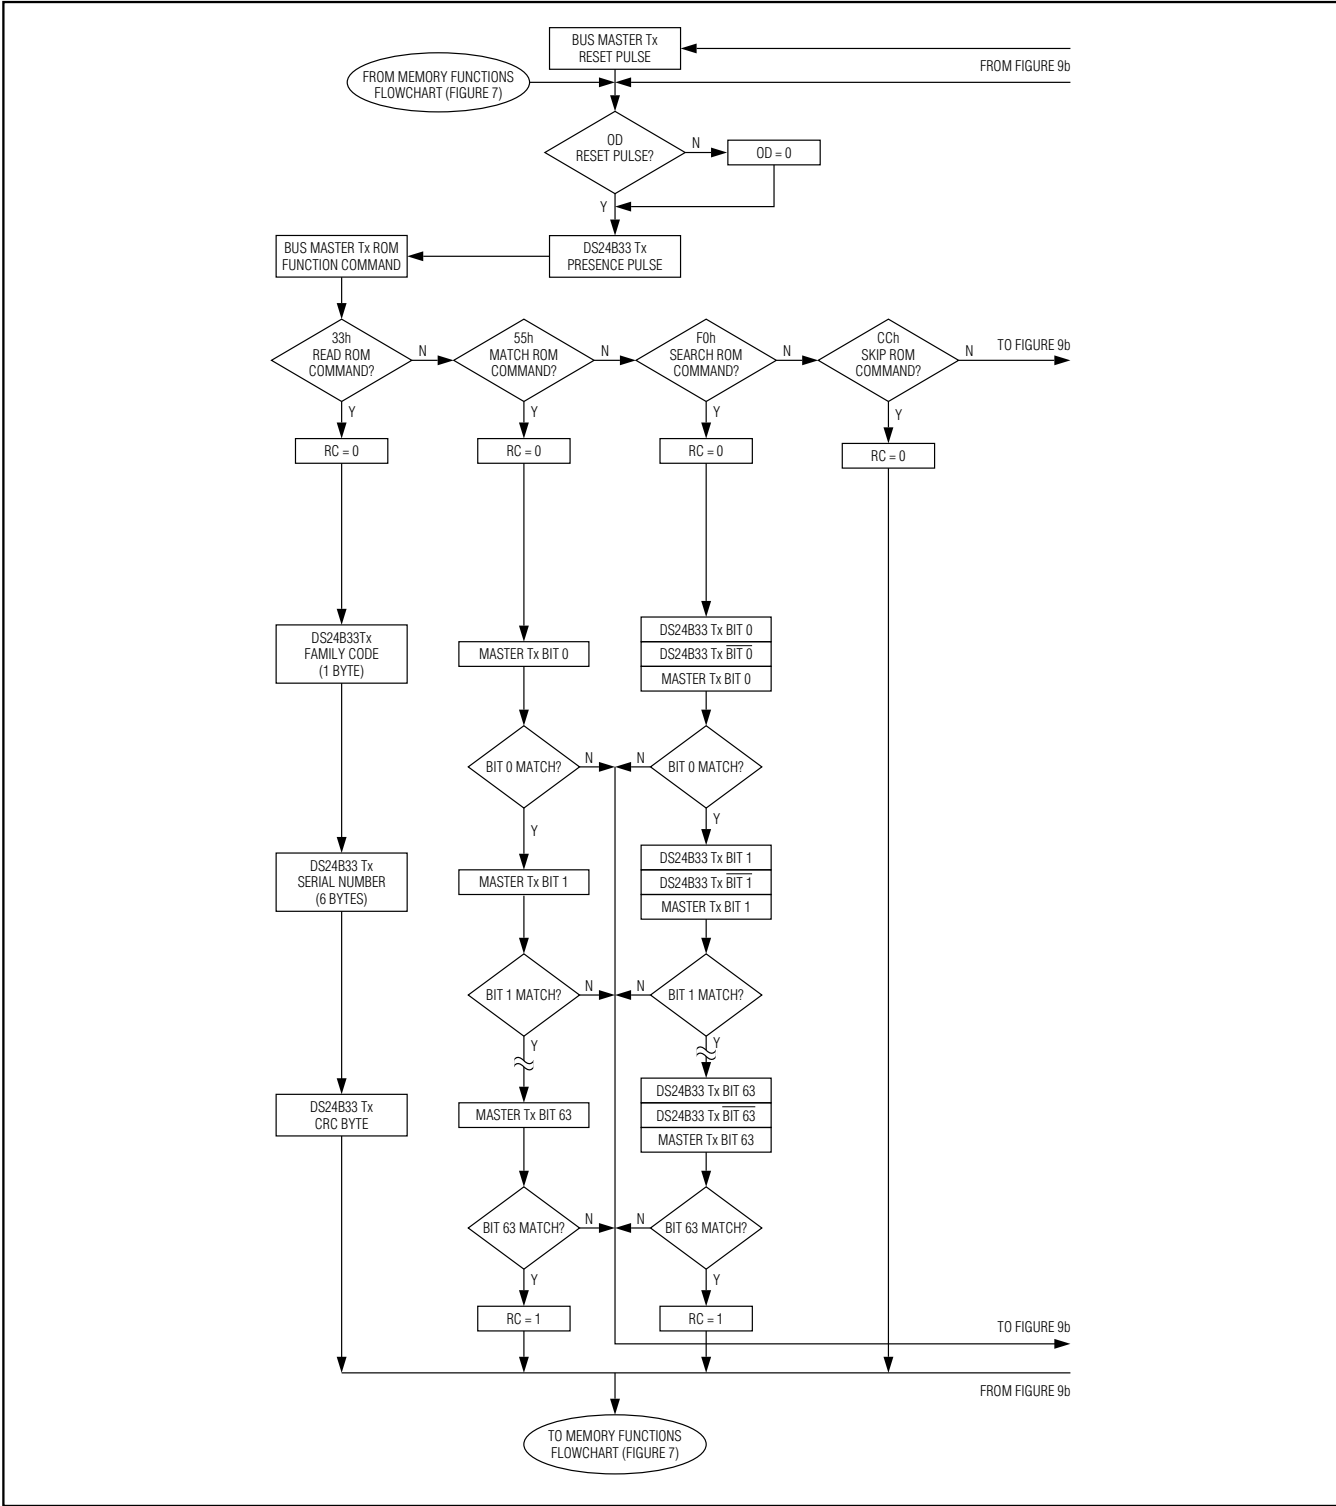 BUS MASTER Tx
RESET PULSE
FROM FIGURE 9b
FROM MEMORY FUNCTIONS
FLOWCHART (FIGURE 7)
OD
RESET PULSE?
N
OD = 0
Y
BUS MASTER Tx ROM
FUNCTION COMMAND
DS24B33 Tx
PRESENCE PULSE
33h
READ ROM
COMMAND?
N
55h
MATCH ROM
COMMAND?
N
F0h
SEARCH ROM
COMMAND?
N
CCh
SKIP ROM
COMMAND?
N
TO FIGURE 9b
Y
Y
Y
Y
RC = 0
RC = 0
RC = 0
RC = 0
DS24B33Tx
FAMILY CODE
(1 BYTE)
MASTER Tx BIT 0
DS24B33 Tx BIT 0
DS24B33 Tx B̅I̅T̅ ̅0̅
MASTER Tx BIT 0
BIT 0 MATCH?
N
N
BIT 0 MATCH?
Y
Y
DS24B33 Tx
SERIAL NUMBER
(6 BYTES)
MASTER Tx BIT 1
DS24B33 Tx BIT 1
DS24B33 Tx B̅I̅T̅ ̅1̅
MASTER Tx BIT 1
BIT 1 MATCH?
N
N
BIT 1 MATCH?
Y
Y
DS24B33 Tx
CRC BYTE
MASTER Tx BIT 63
DS24B33 Tx BIT 63
DS24B33 Tx B̅I̅T̅ ̅6̅3̅
MASTER Tx BIT 63
BIT 63 MATCH?
N
N
BIT 63 MATCH?
Y
Y
RC = 1
RC = 1
TO FIGURE 9b
FROM FIGURE 9b
TO MEMORY FUNCTIONS
FLOWCHART (FIGURE 7)